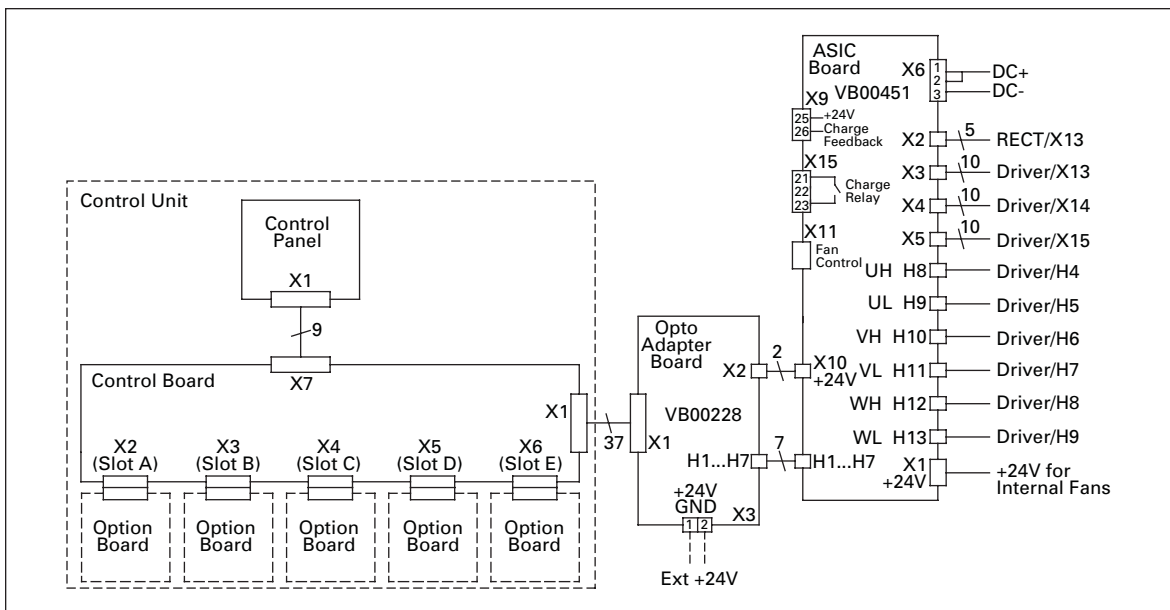 Control Unit
Control
Panel
X1
9
X7
Control Board
X1
X2
(Slot A)
X3
(Slot B)
X4
(Slot C)
X5
(Slot D)
X6
(Slot E)
Option
Board
Option
Board
Option
Board
Option
Board
Option
Board
37
Opto
Adapter
Board
X2
VB00228
X1
H1...H7
+24V
GND
1 2
X3
Ext +24V
2
7
ASIC
Board
VB00451
X6
1
2
3
DC+
DC-
X9
25
26
+24V
Charge
Feedback
X15
21
22
23
Charge
Relay
X11
Fan
Control
X10
+24V
H1...H7
X2
5
RECT/X13
X3
10
Driver/X13
X4
10
Driver/X14
X5
10
Driver/X15
UH H8
Driver/H4
UL H9
Driver/H5
VH H10
Driver/H6
VL H11
Driver/H7
WH H12
Driver/H8
WL H13
Driver/H9
X1
+24V
+24V for
Internal Fans